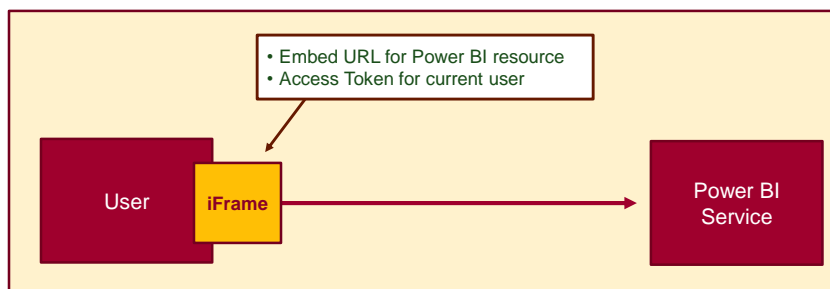 • Embed URL for Power BI resource
• Access Token for current user
User
iFrame
Power BI
Service